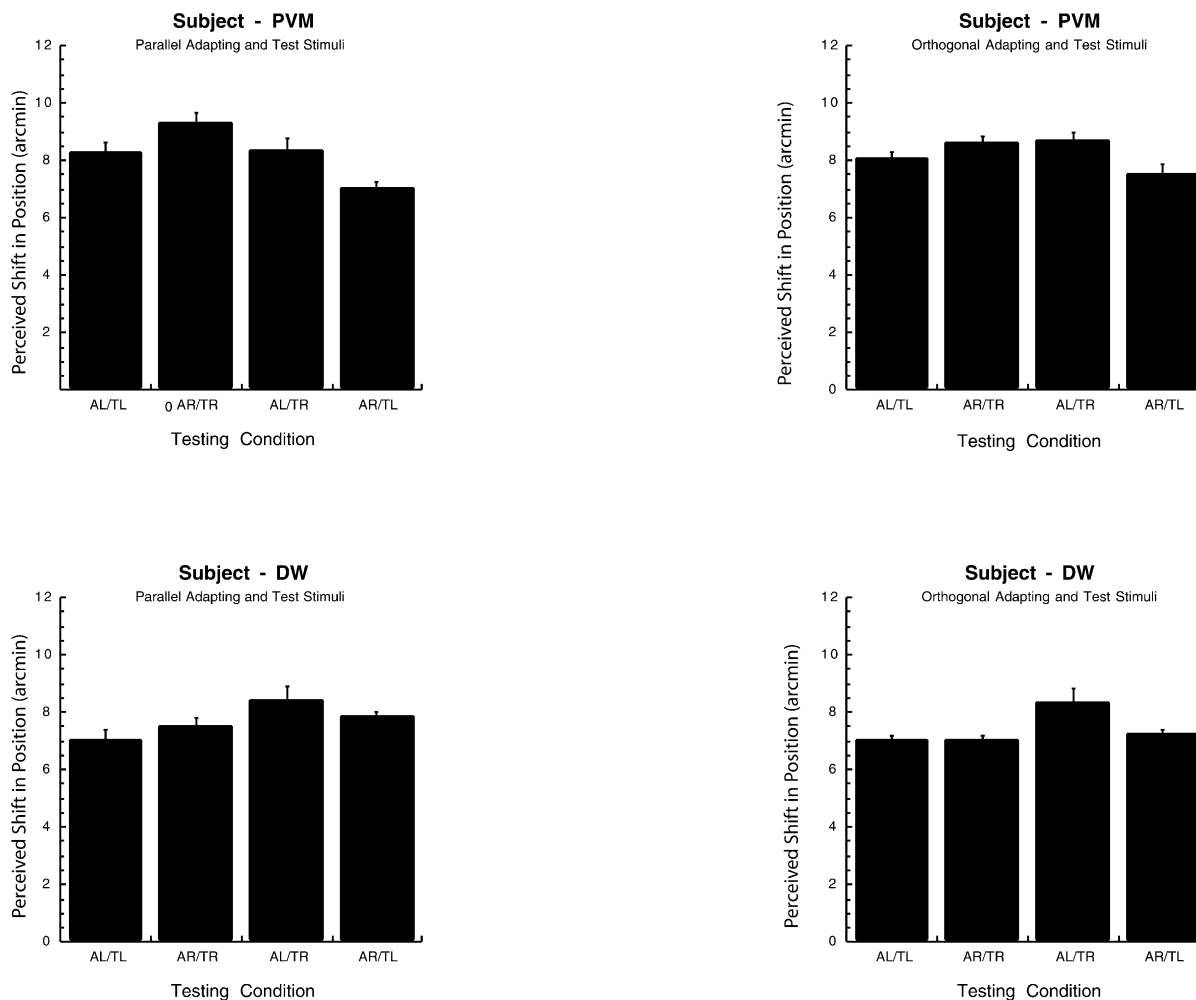 Subject - PVM
Parallel Adapting and Test Stimuli
Perceived Shift in Position (arcmin)
12
10
8
6
4
2
AL/TL 0 AR/TR AL/TR AR/TL
Testing Condition
Subject - PVM
Orthogonal Adapting and Test Stimuli
Perceived Shift in Position (arcmin)
12
10
8
6
4
2
0
AL/TL AR/TR AL/TR AR/TL
Testing Condition
Subject - DW
Parallel Adapting and Test Stimuli
Perceived Shift in Position (arcmin)
12
10
8
6
4
2
0
AL/TL AR/TR AL/TR AR/TL
Testing Condition
Subject - DW
Orthogonal Adapting and Test Stimuli
Perceived Shift in Position (arcmin)
12
10
8
6
4
2
0
AL/TL AR/TR AL/TR AR/TL
Testing Condition